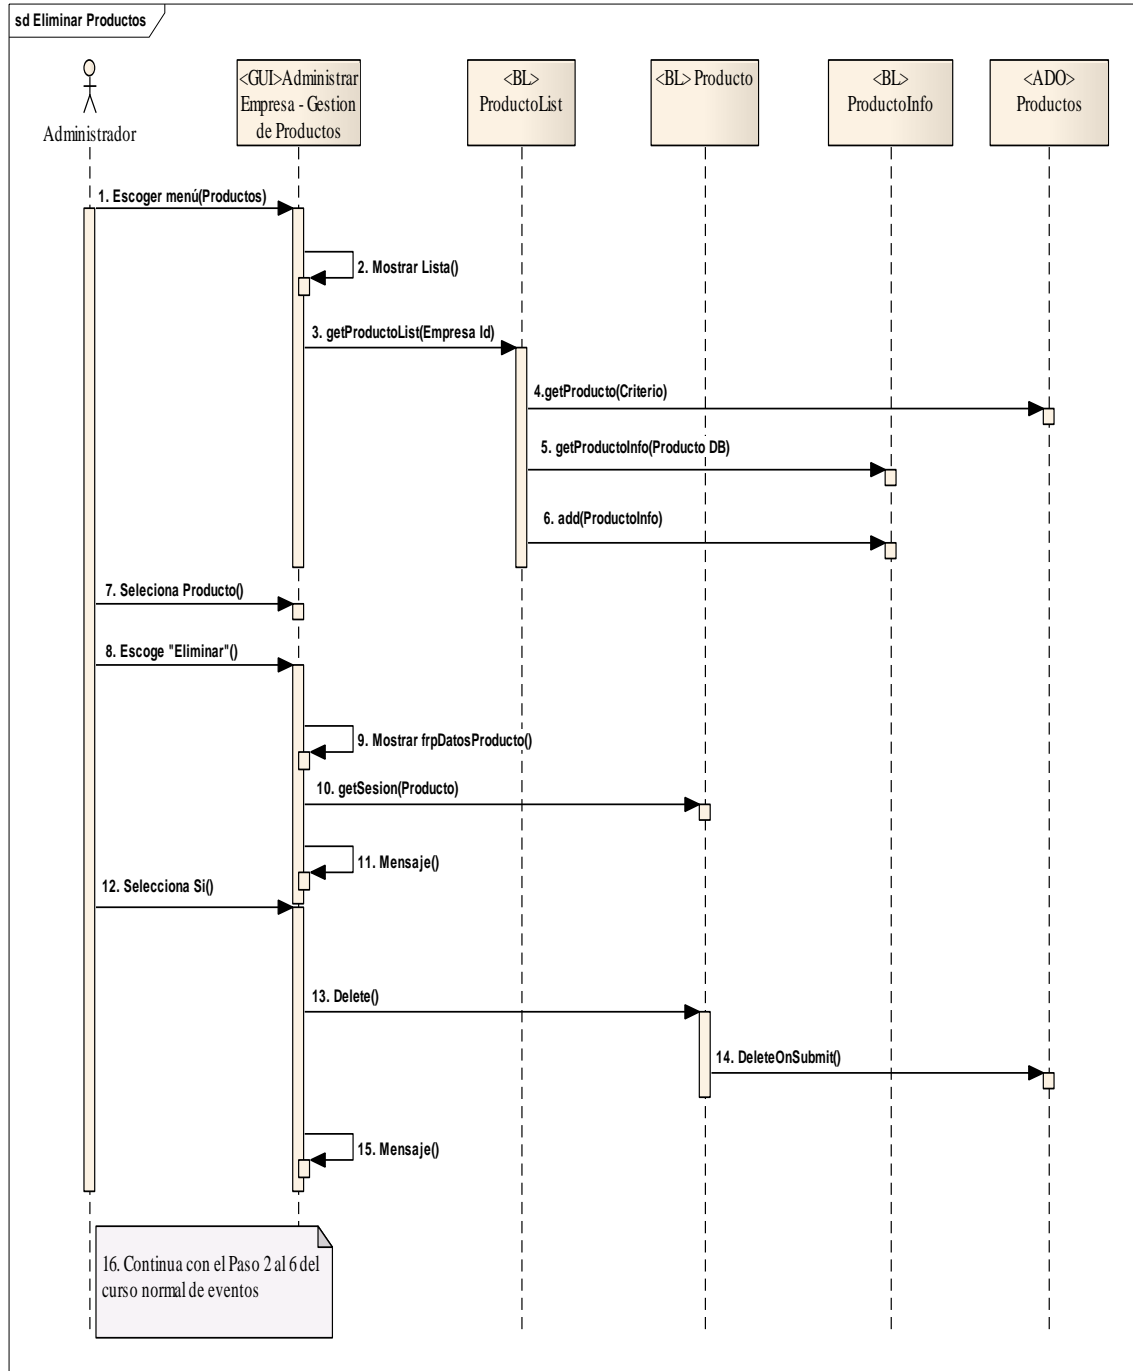 sd Eliminar Productos
Administrador
<GUI>Administrar
Empresa - Gestion
de Productos
<BL>
ProductoList
<BL> Producto
<BL>
ProductoInfo
<ADO>
Productos
1. Escoger menú(Productos)
2. Mostrar Lista()
3. getProductoList(Empresa Id)
4.getProducto(Criterio)
5. getProductoInfo(Producto DB)
6. add(ProductoInfo)
7. Seleciona Producto()
8. Escoge "Eliminar"()
9. Mostrar frpDatosProducto()
10. getSesion(Producto)
11. Mensaje()
12. Selecciona Si()
13. Delete()
14. DeleteOnSubmit()
15. Mensaje()
16. Continua con el Paso 2 al 6 del
curso normal de eventos